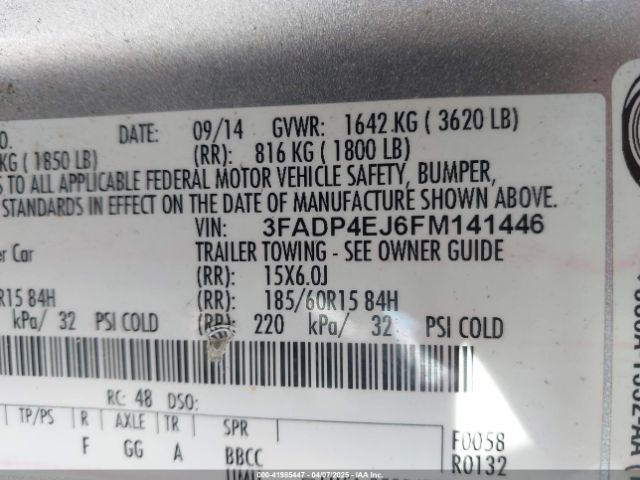 O. DATE: 09/14 GVWR: 1642.KG ( 3620 LB)
KG ( 1850 LB) (RR): 816 KG ( 1800 LB)
S TO ALL APPLICABLE FEDERAL MOTOR VEHICLE SAFETY, BUMPER,
STANDARDS IN EFFECT ON THE DATE OF MANUFACTURE SHOWN ABOVE.
VIN: 3FADP4EJ6FM141446
er Car TRAILER TOWING - SEE OWNER GUIDE
(RR): 15X6.0J
R15 84H (RR): 185/60R15 84H
kPa/ 32 PSI COLD (RR): 220 kPa/ 32 PSI COLD
RC: 48 DSO:
TP/PS R AXLE TR SPR F0058
F GG A BBCC R0132
#000-41985447 - 04/07/2025 - IAAI.COM